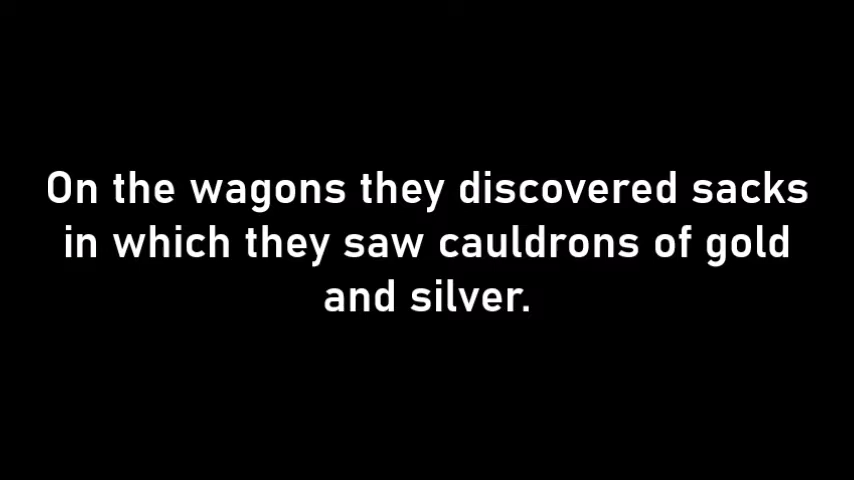 On the wagons they discovered sacks
in which they saw cauldrons of gold
and silver.